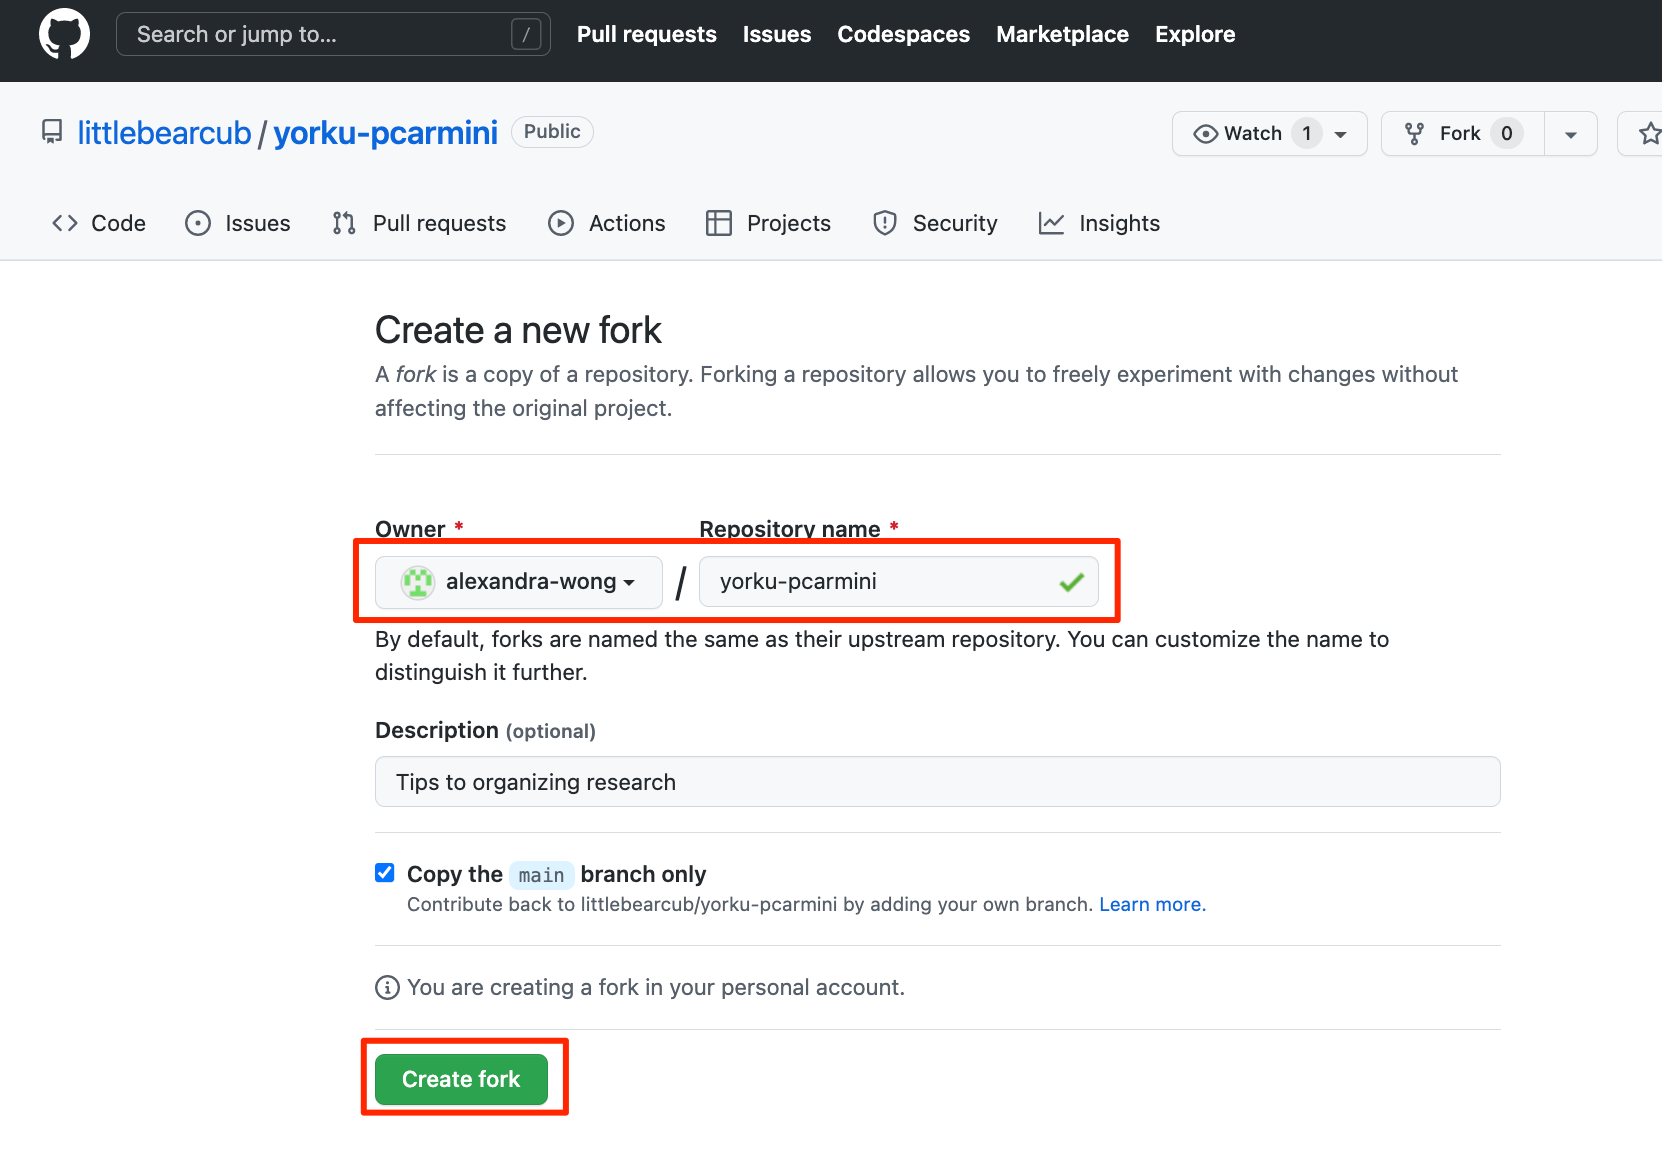 Search or jump to... / Pull requests Issues Codespaces Marketplace Explore
littlebearcub / yorku-pcarmini Public Watch 1 Fork 0
Code Issues Pull requests Actions Projects Security Insights
Create a new fork
A fork is a copy of a repository. Forking a repository allows you to freely experiment with changes without
affecting the original project.
Owner * Repository name *
alexandra-wong / yorku-pcarmini
By default, forks are named the same as their upstream repository. You can customize the name to
distinguish it further.
Description (optional)
Tips to organizing research
Copy the main branch only
Contribute back to littlebearcub/yorku-pcarmini by adding your own branch. Learn more.
You are creating a fork in your personal account.
Create fork